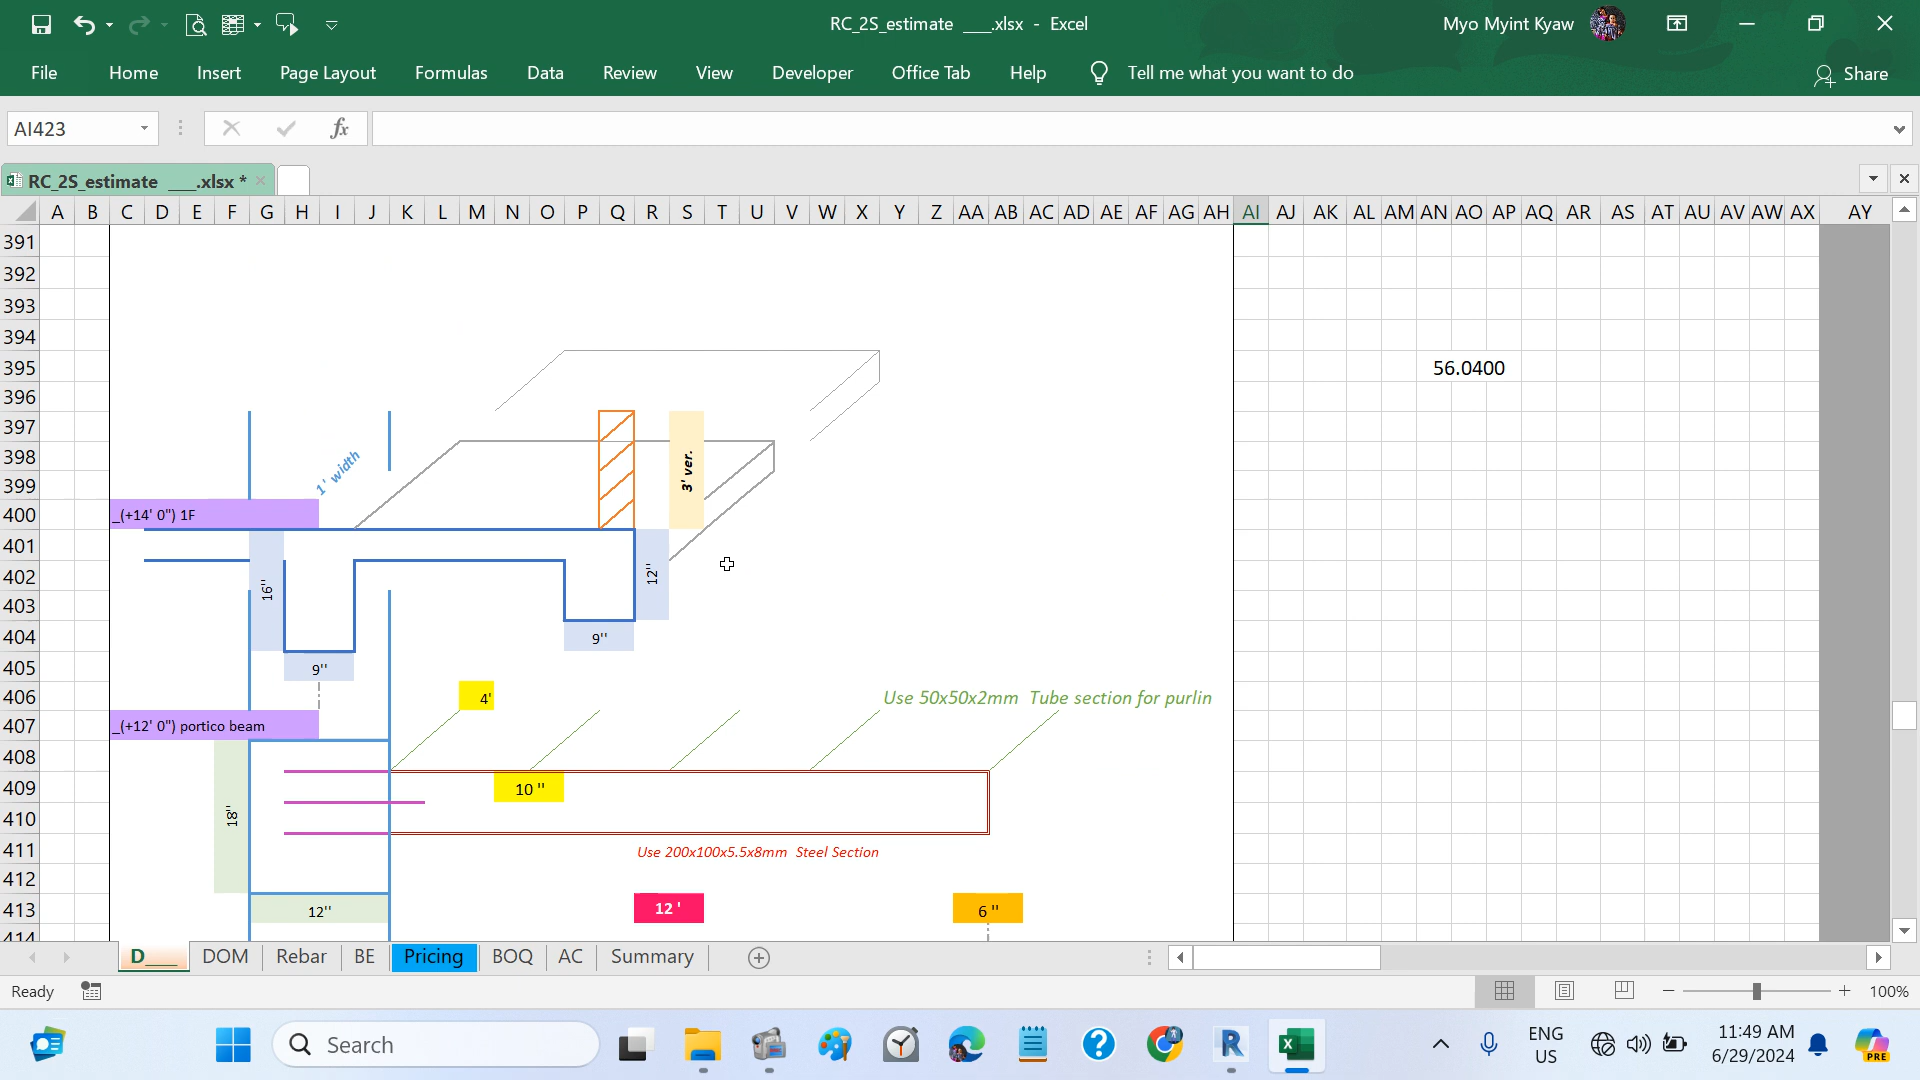 RC_2S_estimate ___.xlsx - Excel
Myo Myint Kyaw
File Home Insert Page Layout Formulas Data Review View Developer Office Tab Help Tell me what you want to do Share
AI423 fx
RC_2S_estimate ___.xlsx *
A B C D E F G H I J K L M N O P Q R S T U V W X Y Z AA AB AC AD AE AF AG AH AI AJ AK AL AM AN AO AP AQ AR AS AT AU AV AW AX AY
391
392
393
394
395 56.0400
396
397
398
399
1' width
3' ver.
400 _(+14' 0") 1F
401
402
16''
12''
403
404 9''
405 9''
406 4' Use 50x50x2mm Tube section for purlin
407 _(+12' 0") portico beam
408
409 10 "
410
18''
411 Use 200x100x5.5x8mm Steel Section
412
413 12'' 12 ' 6 "
414
D___ DOM Rebar BE Pricing BOQ AC Summary
Ready 100%
Search
ENG
US
11:49 AM
6/29/2024
PRE